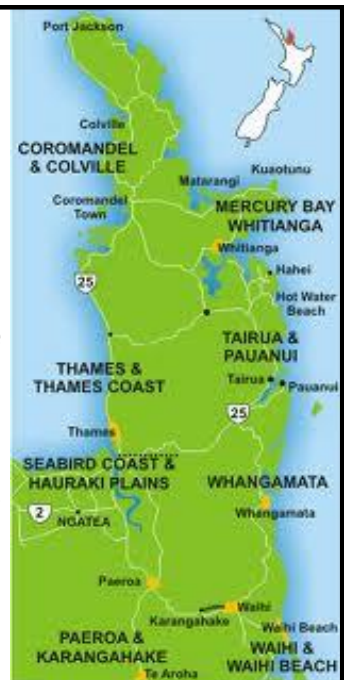 Port Jackson
Colville
COROMANDEL
& COLVILLE
Kuaotunu
Matarangi
Coromandel
Town
MERCURY BAY
WHITIANGA
Whitianga
Hahei
25
Hot Water
Beach
TAIRUA &
PAUANUI
THAMES &
THAMES COAST
Tairua
Pauanui
25
Thames
SEABIRD COAST &
HAURAKI PLAINS
WHANGAMATA
2
NGATEA
Whangamata
Paeroa
Waihi
Karangahake
Waihi Beach
PAEROA &
KARANGAHAKE
WAIHI &
WAIHI BEACH
Te Aroha